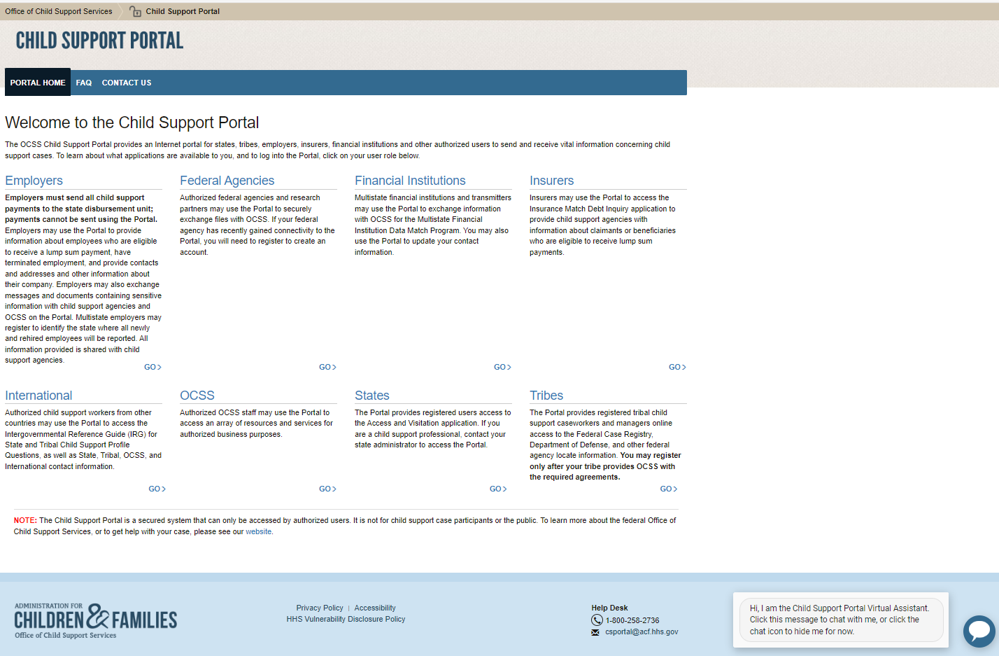 Office of Child Support Services
Child Support Portal
CHILD SUPPORT PORTAL
PORTAL HOME FAQ CONTACT US
Welcome to the Child Support Portal
The OCSS Child Support Portal provides an Internet portal for states, tribes, employers, insurers, financial institutions and other authorized users to send and receive vital information concerning child
support cases. To learn about what applications are available to you, and to log into the Portal, click on your user role below.
Employers
Employers must send all child support
payments to the state disbursement unit;
payments cannot be sent using the Portal.
Employers may use the Portal to provide
information about employees who are eligible
to receive a lump sum payment, have
terminated employment, and provide contacts
and addresses and other information about
their company. Employers may also exchange
messages and documents containing sensitive
information with child support agencies and
OCSS on the Portal. Multistate employers may
register to identify the state where all newly
and rehired employees will be reported. All
information provided is shared with child
support agencies.
GO >
Federal Agencies
Authorized federal agencies and research
partners may use the Portal to securely
exchange files with OCSS. If your federal
agency has recently gained connectivity to the
Portal, you will need to register to create an
account.
GO >
Financial Institutions
Multistate financial institutions and transmitters
may use the Portal to exchange information
with OCSS for the Multistate Financial
Institution Data Match Program. You may also
use the Portal to update your contact
information.
GO >
Insurers
Insurers may use the Portal to access the
Insurance Match Debt Inquiry application to
provide child support agencies with
information about claimants or beneficiaries
who are eligible to receive lump sum
payments.
GO >
International
Authorized child support workers from other
countries may use the Portal to access the
Intergovernmental Reference Guide (IRG) for
State and Tribal Child Support Profile
Questions, as well as State, Tribal, OCSS, and
International contact information.
GO >
OCSS
Authorized OCSS staff may use the Portal to
access an array of resources and services for
authorized business purposes.
GO >
States
The Portal provides registered users access to
the Access and Visitation application. If you
are a child support professional, contact your
state administrator to access the Portal.
GO >
Tribes
The Portal provides registered tribal child
support caseworkers and managers online
access to the Federal Case Registry,
Department of Defense, and other federal
agency locate information. You may register
only after your tribe provides OCSS with
the required agreements.
GO >
NOTE: The Child Support Portal is a secured system that can only be accessed by authorized users. It is not for child support case participants or the public. To learn more about the federal Office of
Child Support Services, or to get help with your case, please see our website.
ADMINISTRATION FOR
CHILDREN & FAMILIES
Office of Child Support Services
Privacy Policy | Accessibility
HHS Vulnerability Disclosure Policy
Help Desk
1-800-258-2736
csportal@acf.hhs.gov
Hi, I am the Child Support Portal Virtual Assistant.
Click this message to chat with me, or click the
chat icon to hide me for now.